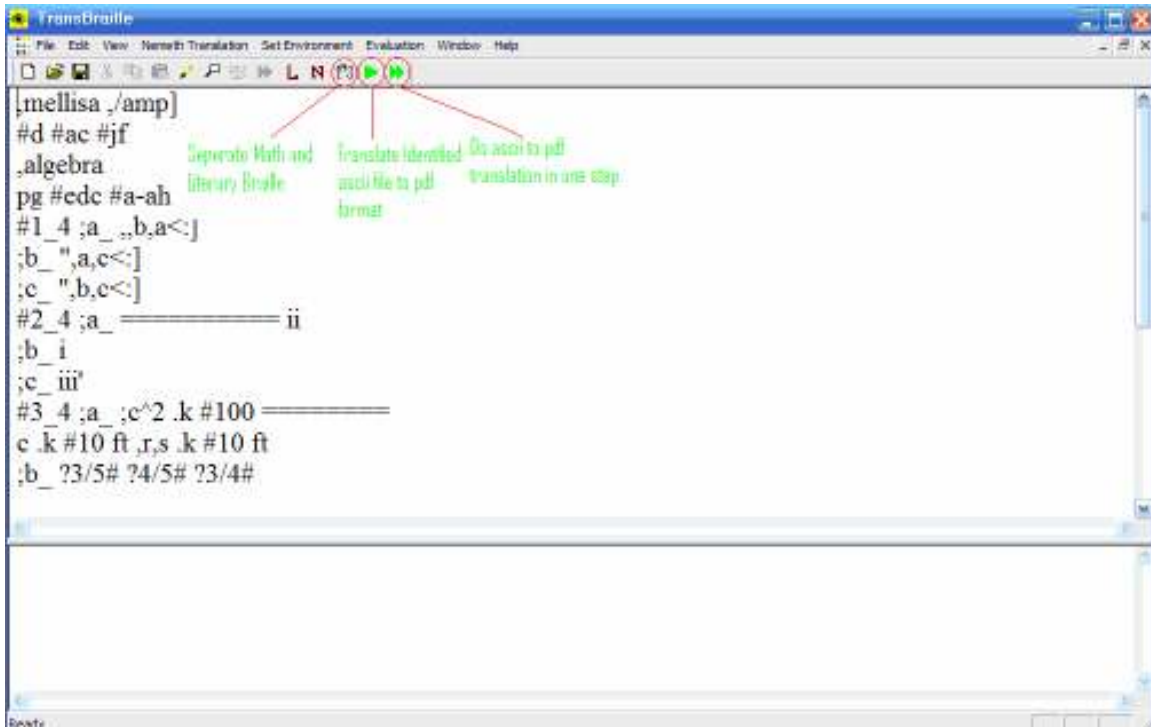 TransBraille
File Edit View Nemeth Translation Set Environment Evaluation Window Help
L N
,mellisa ,/amp]
#d #ac #jf
,algebra
pg #edc #a-ah
#1_4 ;a_ ,,b,a<:]
;b_ ",a,c<:]
;c_ ",b,c<:]
#2_4 ;a_ ========== ii
;b_ i
;c_ iii'
#3_4 ;a_ ;c^2 .k #100 ========
c .k #10 ft ,r,s .k #10 ft
;b_ ?3/5# ?4/5# ?3/4#
Seperate Math and
literary Braille
Translate Identified
ascii file to pdf
format
Do ascii to pdf
translation in one step
Ready